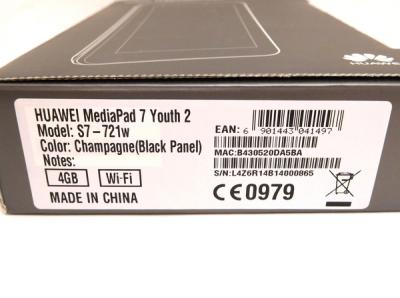 HUAWEI
HUAWEI MediaPad 7 Youth 2
Model: S7-721w
Color: Champagne(Black Panel)
Notes:
4GB Wi-Fi
MADE IN CHINA
EAN: 6 901443 041497
MAC:B430520DA5BA
S/N:L4Z6R14B14000865
CE0979